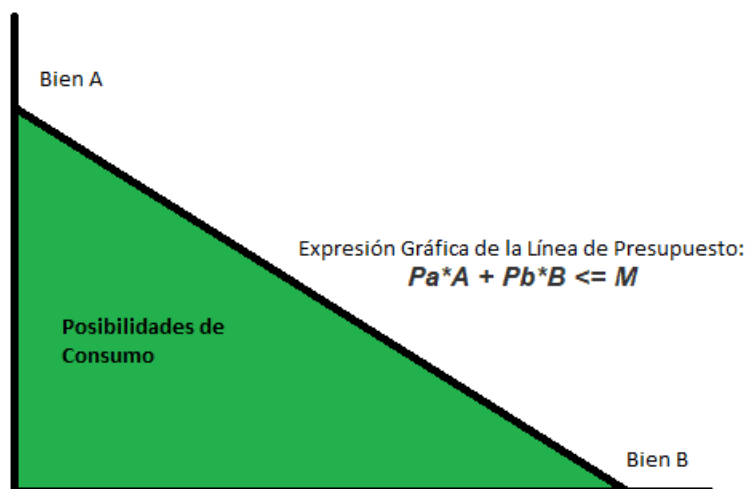 Bien A
Expresión Gráfica de la Línea de Presupuesto:
Pa*A + Pb*B <= M
Posibilidades de
Consumo
Bien B